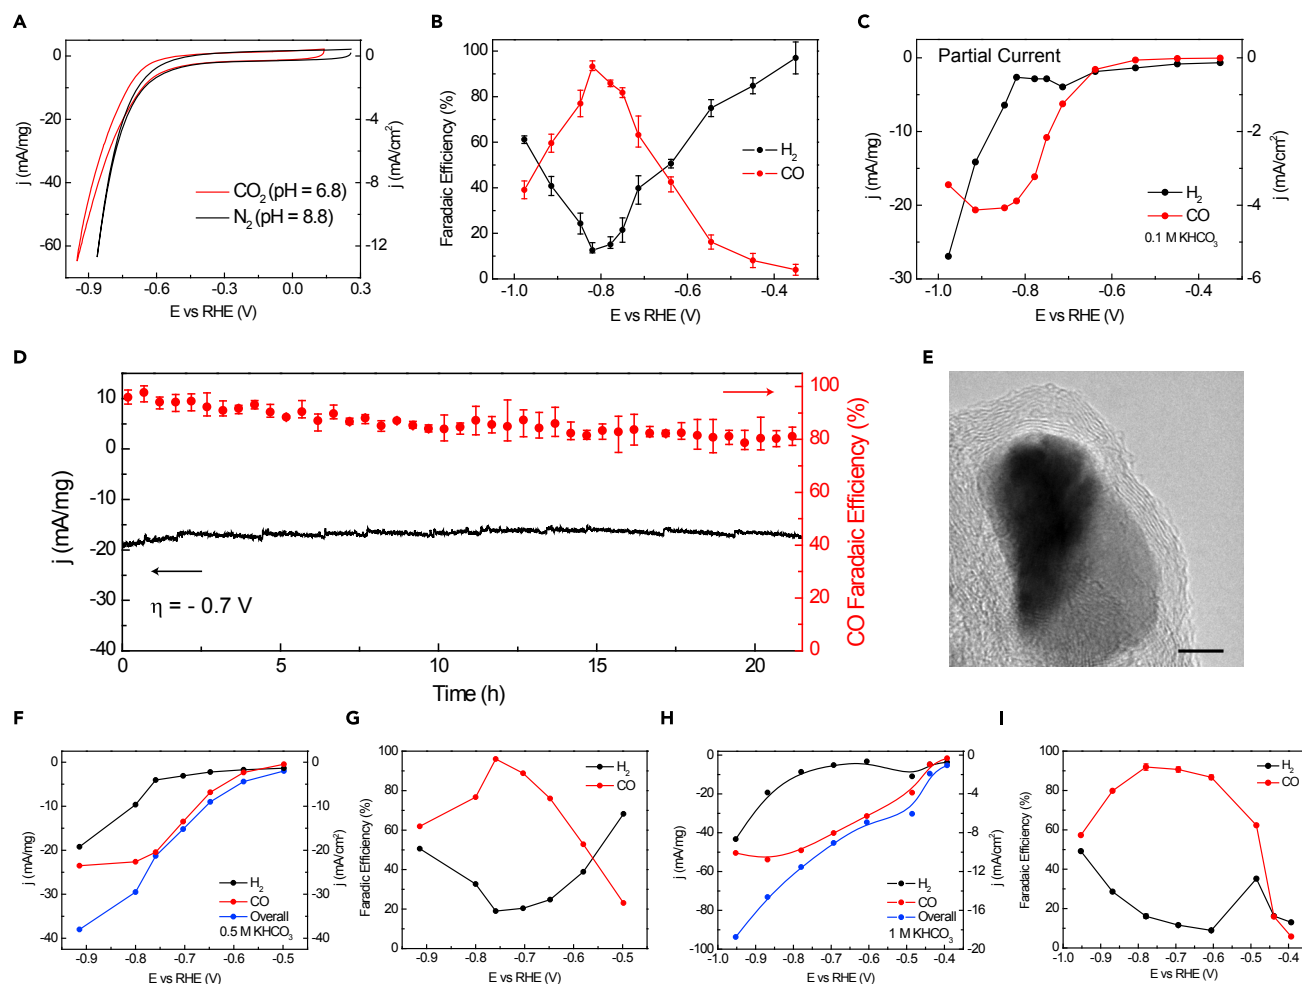 A
j (mA/mg)
0
-20
-40
-60
0
-4
-8
-12
j (mA/cm²)
CO₂ (pH = 6.8)
N₂ (pH = 8.8)
-0.9 -0.6 -0.3 0.0 0.3
E vs RHE (V)
B
Faradaic Efficiency (%)
100
80
60
40
20
0
H₂
CO
-1.0 -0.8 -0.6 -0.4
E vs RHE (V)
C
Partial Current
j (mA/mg)
0
-10
-20
-30
0
-2
-4
-6
j (mA/cm²)
H₂
CO
0.1 M KHCO₃
-1.0 -0.8 -0.6 -0.4
E vs RHE (V)
D
j (mA/mg)
10
0
-10
-20
-30
-40
100
80
60
40
20
0
CO Faradaic Efficiency (%)
η = - 0.7 V
0 5 10 15 20
Time (h)
E
F
j (mA/mg)
0
-10
-20
-30
-40
0
-10
-20
-30
-40
j (mA/cm²)
H₂
CO
Overall
0.5 M KHCO₃
-0.9 -0.8 -0.7 -0.6 -0.5
E vs RHE (V)
G
Faradic Efficiency (%)
100
80
60
40
20
0
H₂
CO
-0.9 -0.8 -0.7 -0.6 -0.5
E vs RHE (V)
H
j (mA/mg)
0
-20
-40
-60
-80
-100
0
-4
-8
-12
-16
-20
j (mA/cm²)
H₂
CO
Overall
1 M KHCO₃
-1.0 -0.9 -0.8 -0.7 -0.6 -0.5 -0.4
E vs RHE (V)
I
Faradaic Efficiency (%)
100
80
60
40
20
0
H₂
CO
-1.0 -0.9 -0.8 -0.7 -0.6 -0.5 -0.4
E vs RHE (V)